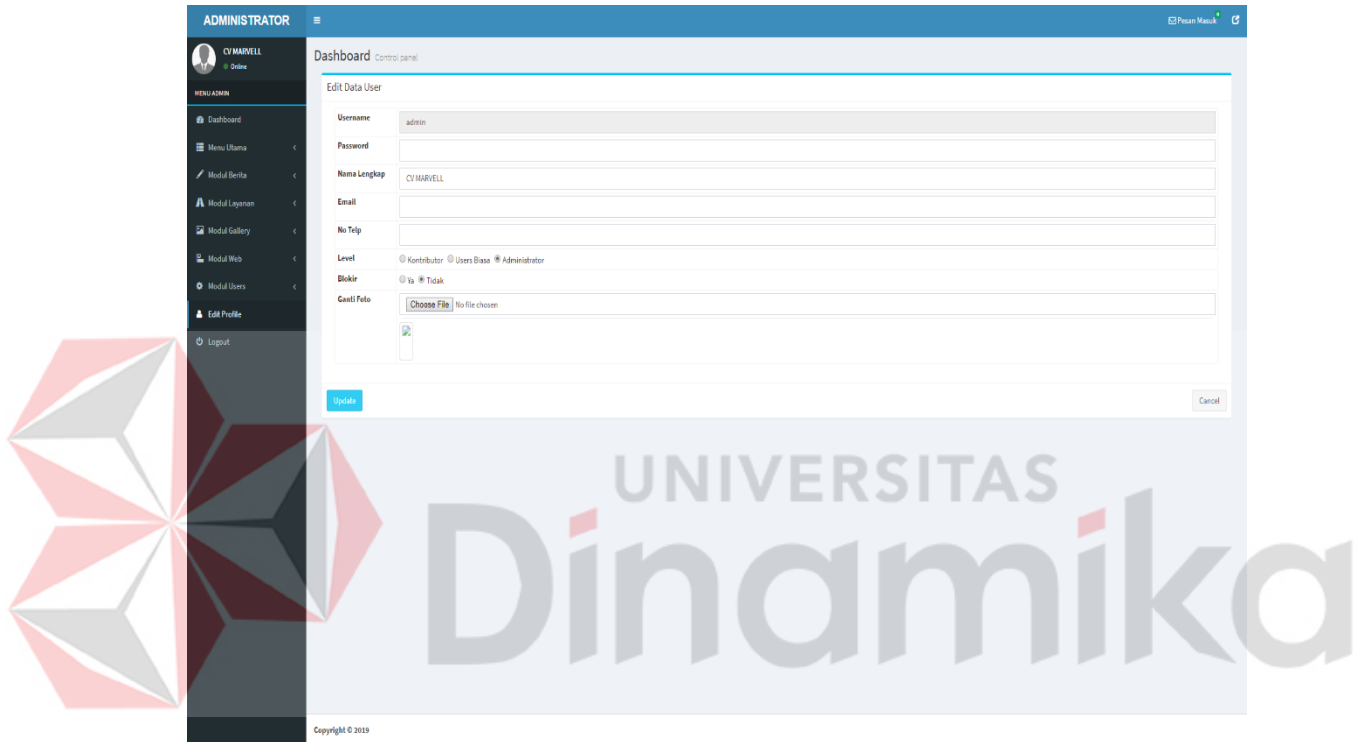 ADMINISTRATOR
Pesan Masuk
CV MARVELL
Online
Dashboard Control panel
MENU ADMIN
Edit Data User
Dashboard
Menu Utama
Modul Berita
Modul Layanan
Modul Gallery
Modul Web
Modul Users
Edit Profile
Logout
Username admin
Password
Nama Lengkap CV MARVELL
Email
No Telp
Level Kontributor Users Biasa Administrator
Blokir Ya Tidak
Ganti Foto Choose File No file chosen
Update Cancel
UNIVERSITAS
Dinamika
Copyright © 2019